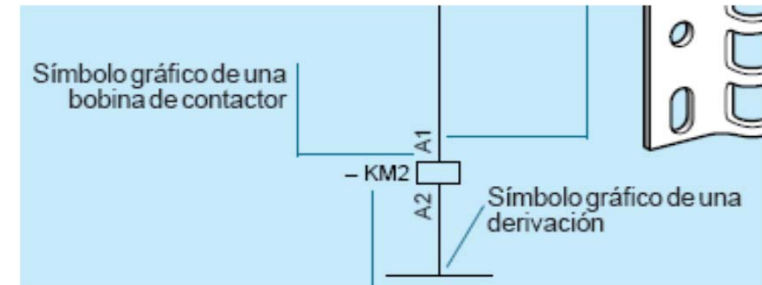 Símbolo gráfico de una
bobina de contactor
A1
– KM2
A2
Símbolo gráfico de una
derivación